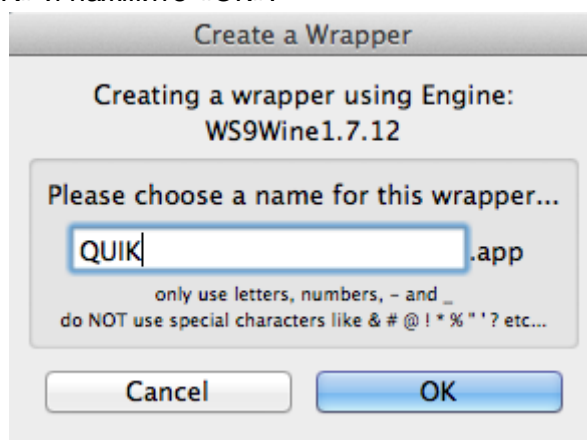 Create a Wrapper
Creating a wrapper using Engine:
WS9Wine1.7.12
Please choose a name for this wrapper...
QUIK .app
only use letters, numbers, - and _
do NOT use special characters like & # @ ! * % " ' ? etc...
Cancel OK